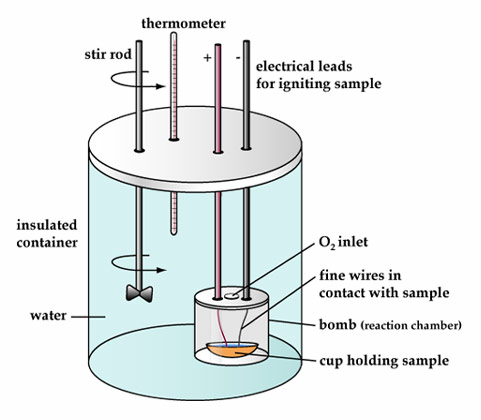 thermometer
stir rod
+
-
electrical leads
for igniting sample
insulated
container
O2 inlet
fine wires in
contact with sample
water
bomb (reaction chamber)
cup holding sample